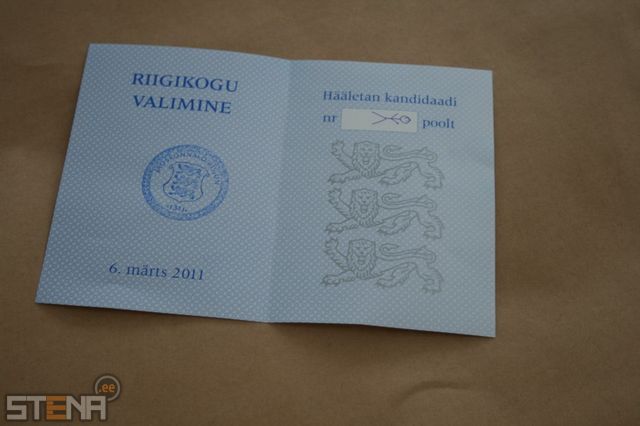 RIIGIKOGU
VALIMINE
6. märts 2011
Hääletan kandidaadi
nr poolt
STENA.ee